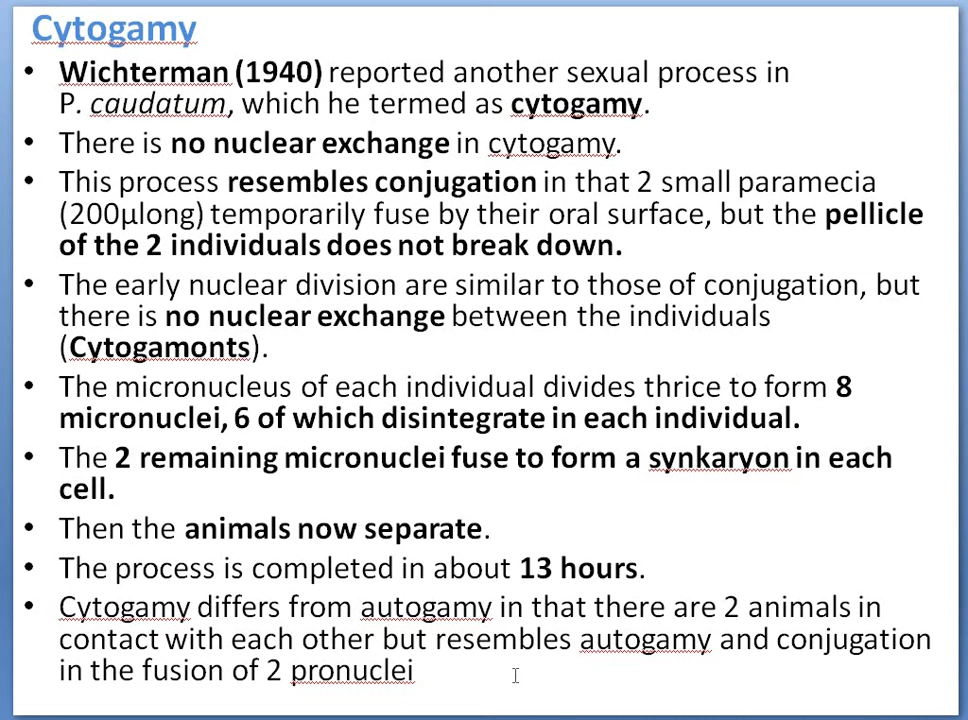 Cytogamy
• Wichterman (1940) reported another sexual process in
P. caudatum, which he termed as cytogamy.
• There is no nuclear exchange in cytogamy.
• This process resembles conjugation in that 2 small paramecia
(200µlong) temporarily fuse by their oral surface, but the pellicle
of the 2 individuals does not break down.
• The early nuclear division are similar to those of conjugation, but
there is no nuclear exchange between the individuals
(Cytogamonts).
• The micronucleus of each individual divides thrice to form 8
micronuclei, 6 of which disintegrate in each individual.
• The 2 remaining micronuclei fuse to form a synkaryon in each
cell.
• Then the animals now separate.
• The process is completed in about 13 hours.
• Cytogamy differs from autogamy in that there are 2 animals in
contact with each other but resembles autogamy and conjugation
in the fusion of 2 pronuclei